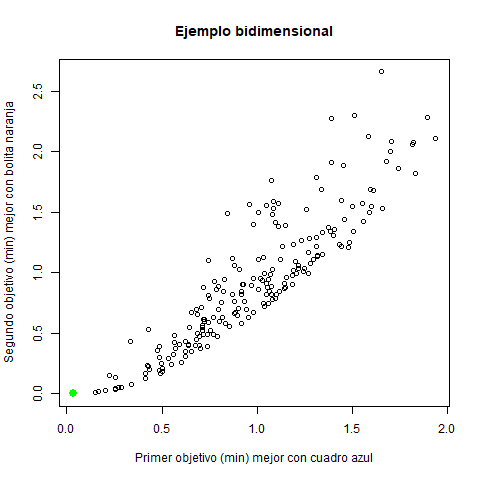 Ejemplo bidimensional
Segundo objetivo (min) mejor con bolita naranja
2.5
2.0
1.5
1.0
0.5
0.0
0.0 0.5 1.0 1.5 2.0
Primer objetivo (min) mejor con cuadro azul